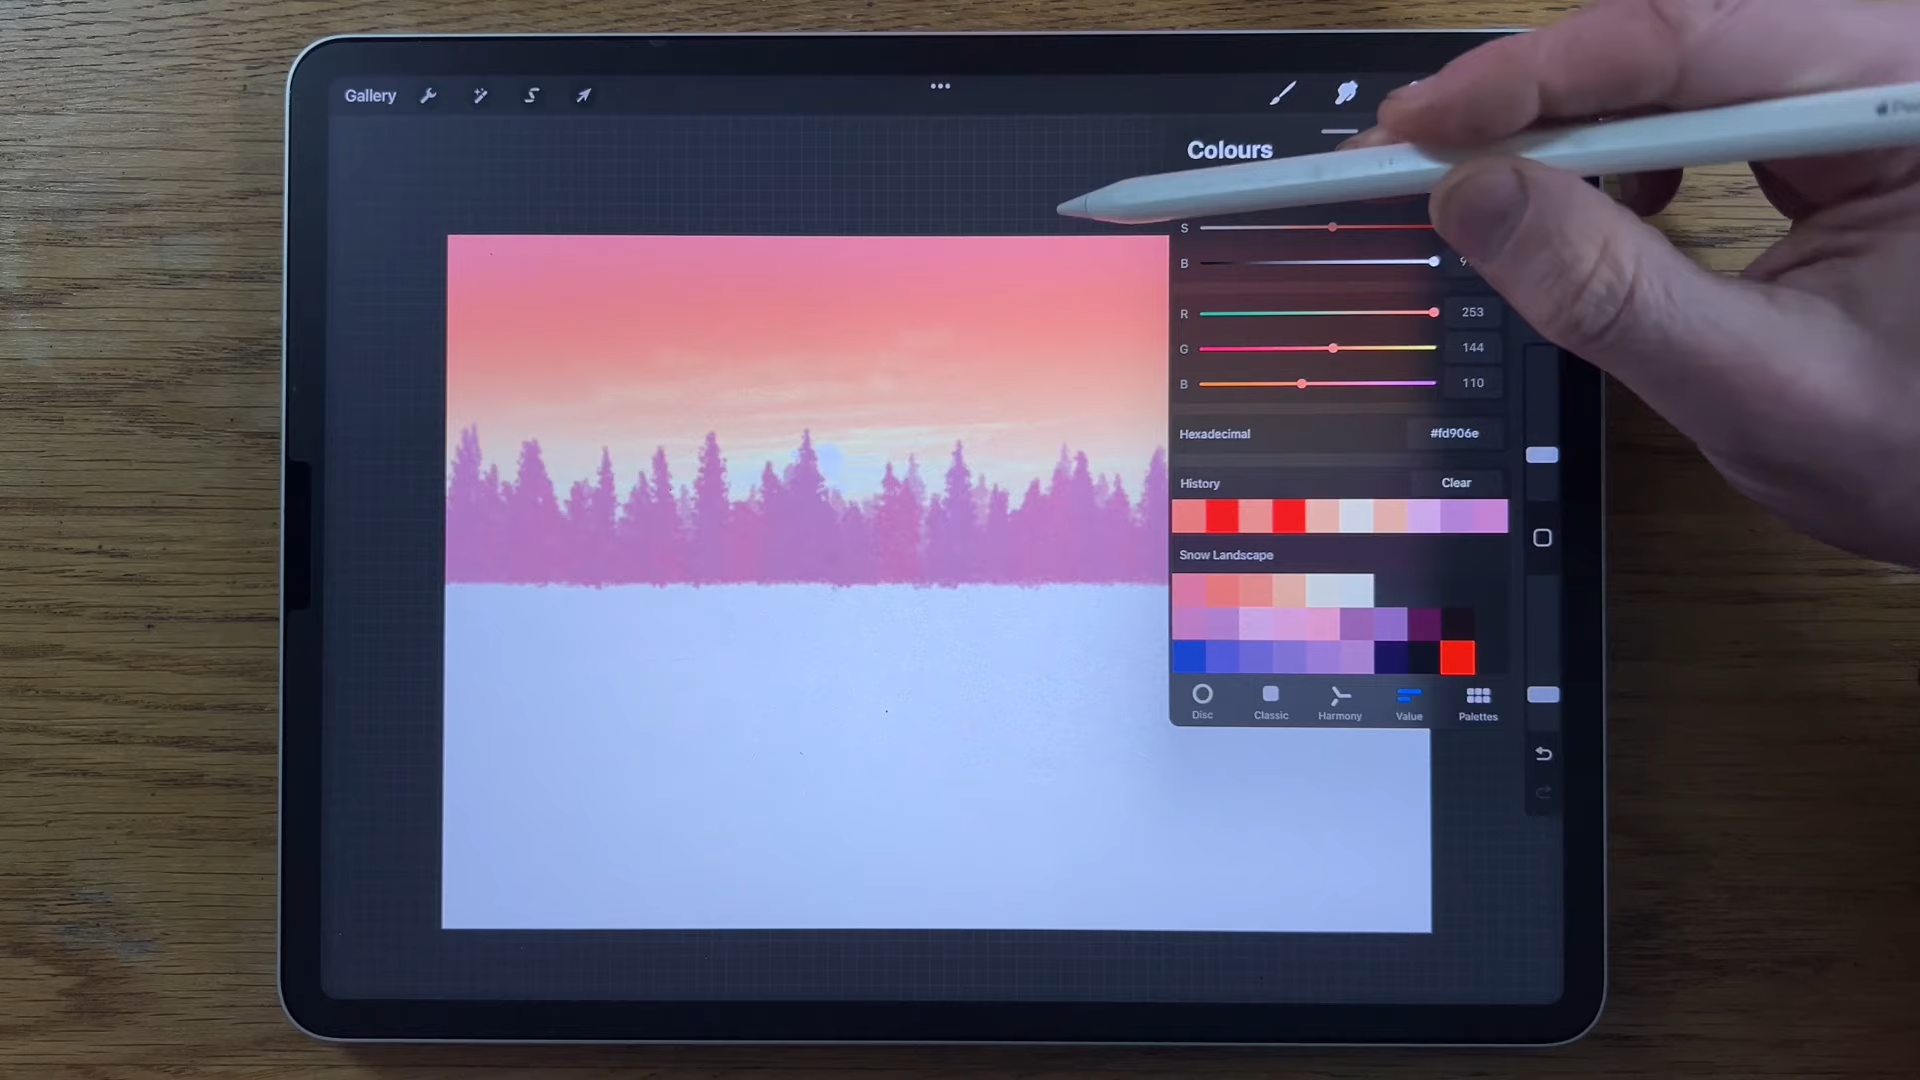 Gallery
Colours
S
B
R 253
G 144
B 110
Hexadecimal #fd906e
History Clear
Snow Landscape
Disc Classic Harmony Value Palettes